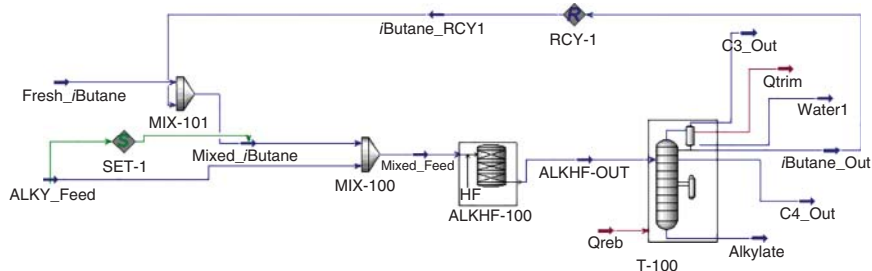 iButane_RCY1
R
RCY-1
C3_Out
Qtrim
Fresh_iButane
MIX-101
Water1
S
SET-1
Mixed_iButane
MIX-100
Mixed_Feed
ALKHF-OUT
iButane_Out
ALKY_Feed
HF
ALKHF-100
C4_Out
Qreb
Alkylate
T-100